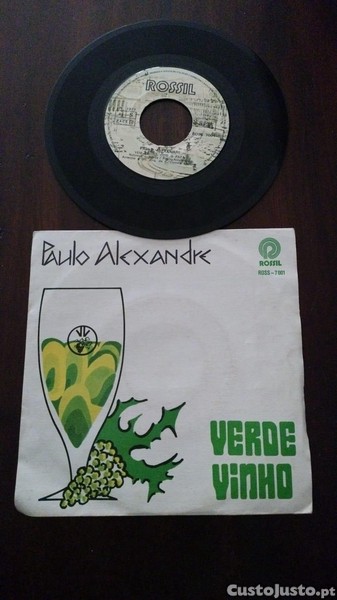 ROSSIL
Paulo Alexandre
ROSSIL
ROSS-7001
VERDE
VINHO
CustoJusto.pt